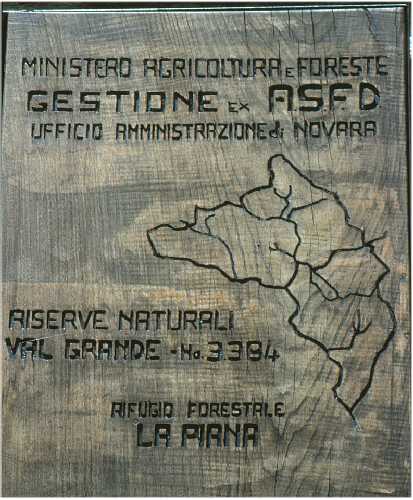 MINISTERO AGRICOLTURA e FORESTE
GESTIONE EX A.S.F.D
UFFICIO AMMINISTRAZIONE di NOVARA
RISERVE NATURALI
VAL GRANDE - Ha. 3384
RIFUGIO FORESTALE
LA PIANA